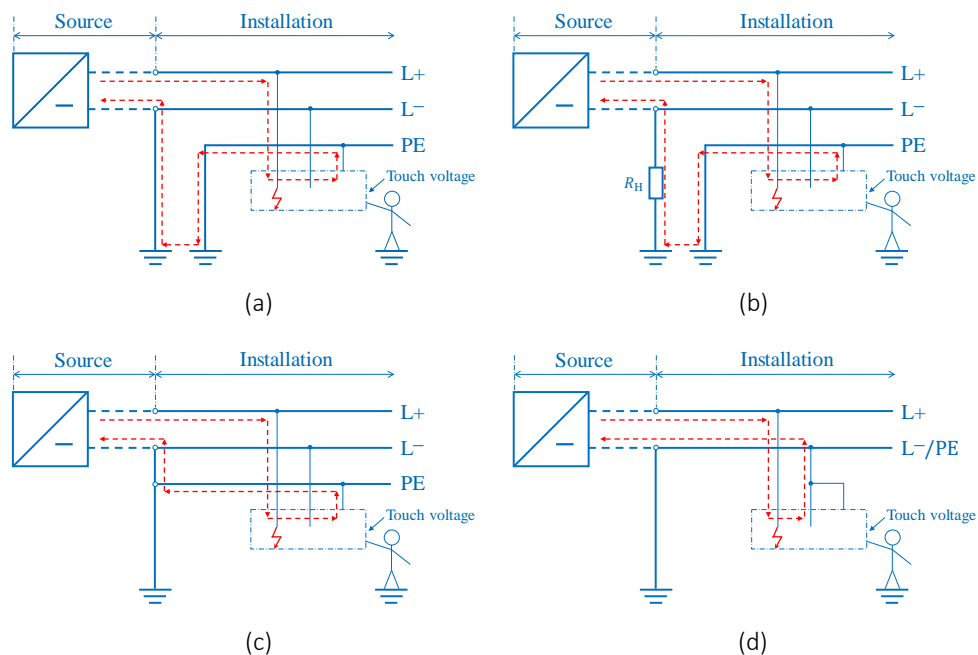 Source Installation
L+
L−
PE
Touch voltage
(a)
Source Installation
L+
L−
PE
R_H
Touch voltage
(b)
Source Installation
L+
L−
PE
Touch voltage
(c)
Source Installation
L+
L−/PE
Touch voltage
(d)